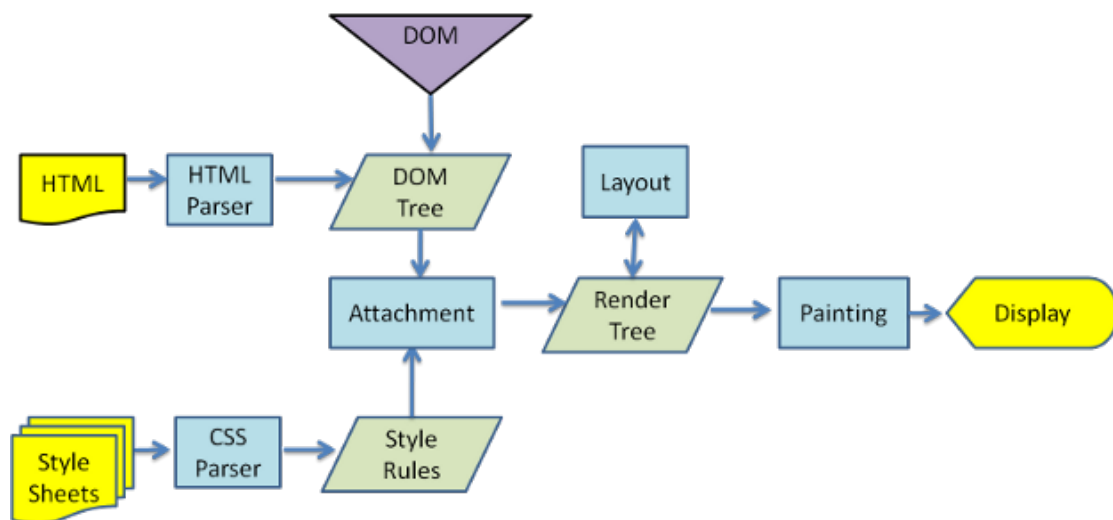 DOM
HTML
HTML
Parser
DOM
Tree
Layout
Attachment
Render
Tree
Painting
Display
Style
Sheets
CSS
Parser
Style
Rules